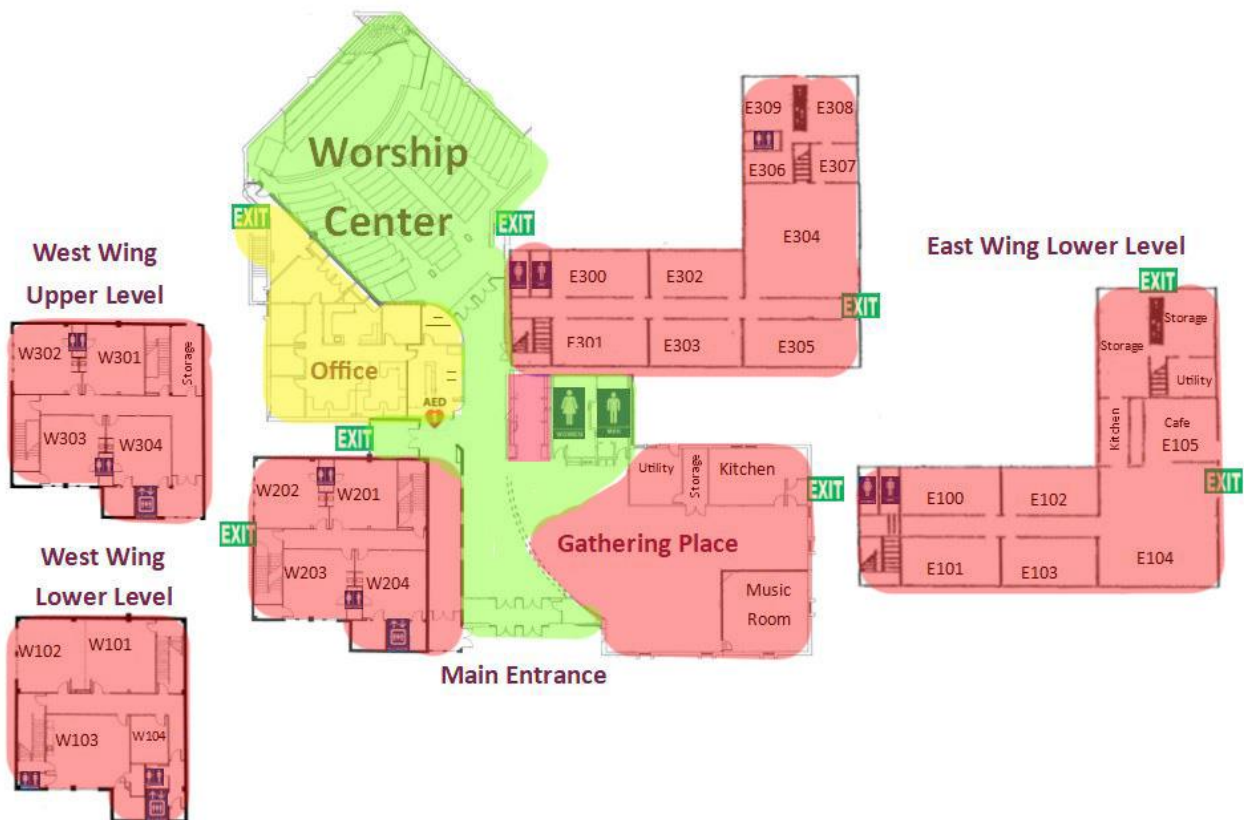 Worship
Center
EXIT
EXIT
E309
E308
E306
E307
E304
E300
E302
EXIT
E301
E303
E305
Office
AED
WOMEN
MEN
EXIT
West Wing
Upper Level
W302
W301
Storage
W303
W304
East Wing Lower Level
EXIT
Storage
Storage
Utility
Kitchen
Cafe
E105
EXIT
E100
E102
E101
E103
E104
W202
W201
EXIT
W203
W204
Utility
Storage
Kitchen
EXIT
Gathering Place
Music
Room
Main Entrance
West Wing
Lower Level
W102
W101
W103
W104